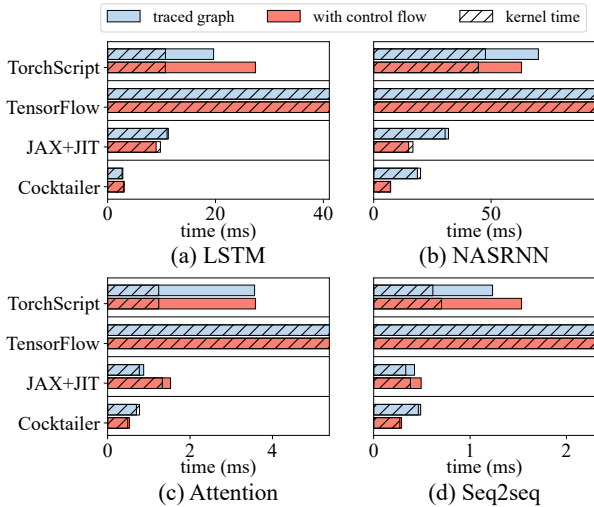 traced graph with control flow kernel time
TorchScript
TensorFlow
JAX+JIT
Cocktailer
0 20 40
time (ms)
(a) LSTM
0 50
time (ms)
(b) NASRNN
TorchScript
TensorFlow
JAX+JIT
Cocktailer
0 2 4
time (ms)
(c) Attention
0 1 2
time (ms)
(d) Seq2seq